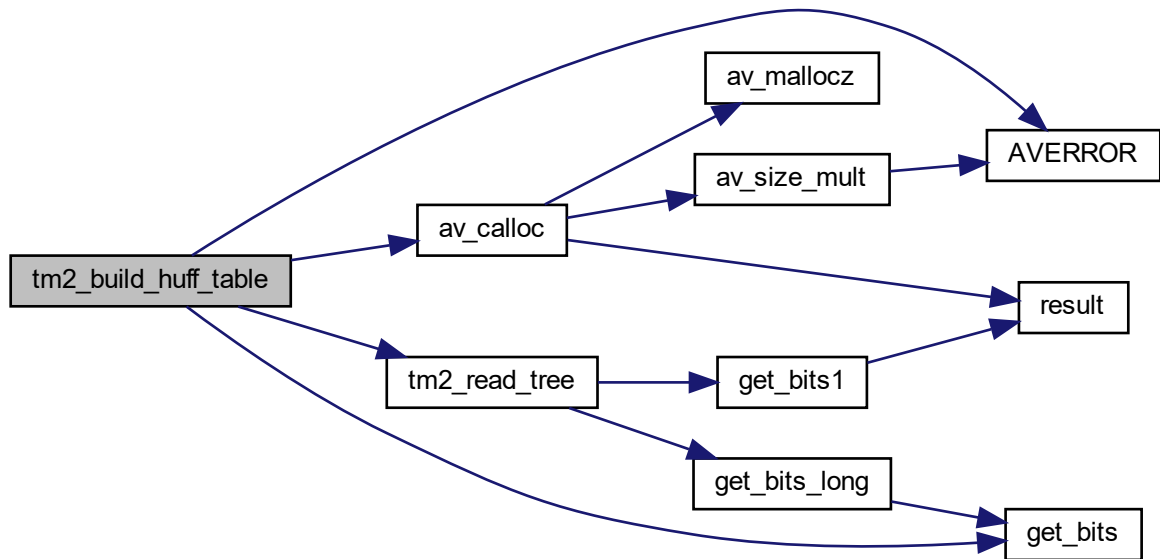 av_mallocz
AVERROR
av_size_mult
av_calloc
tm2_build_huff_table
result
tm2_read_tree
get_bits1
get_bits_long
get_bits